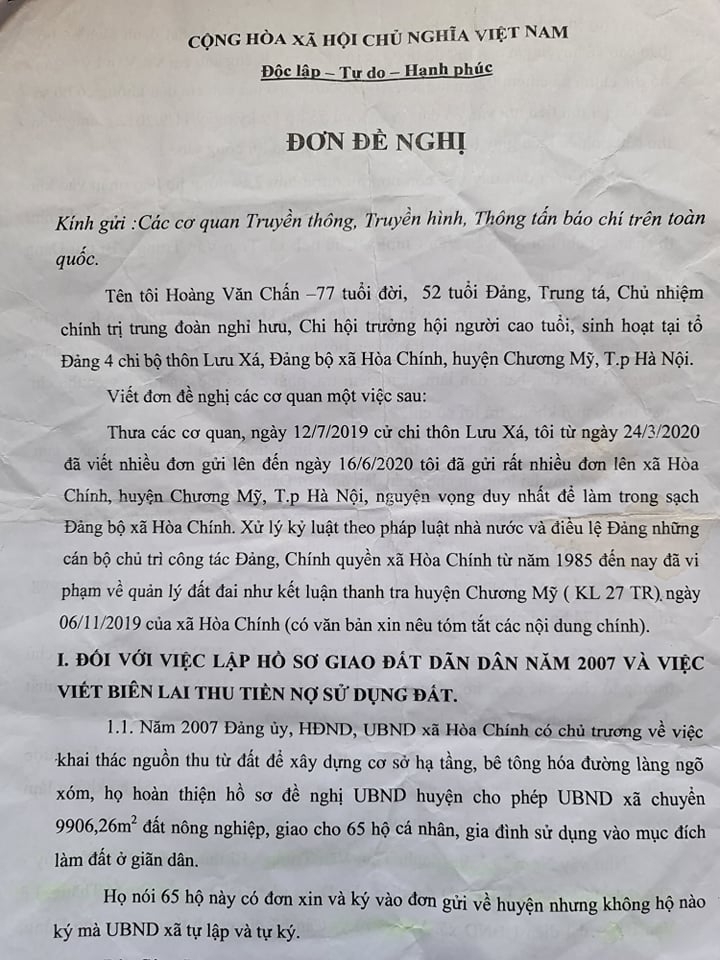 CỘNG HÒA XÃ HỘI CHỦ NGHĨA VIỆT NAM
Độc lập – Tự do – Hạnh phúc
ĐƠN ĐỀ NGHỊ
Kính gửi :Các cơ quan Truyền thông, Truyền hình, Thông tấn báo chí trên toàn
quốc.
Tên tôi Hoàng Văn Chấn –77 tuổi đời, 52 tuổi Đảng, Trung tá, Chủ nhiệm
chính trị trung đoàn nghỉ hưu, Chi hội trưởng hội người cao tuổi, sinh hoạt tại tổ
Đảng 4 chi bộ thôn Lưu Xá, Đảng bộ xã Hòa Chính, huyện Chương Mỹ, T.p Hà Nội.
Viết đơn đề nghị các cơ quan một việc sau:
Thưa các cơ quan, ngày 12/7/2019 cử chi thôn Lưu Xá, tôi từ ngày 24/3/2020
đã viết nhiều đơn gửi lên đến ngày 16/6/2020 tôi đã gửi rất nhiều đơn lên xã Hòa
Chính, huyện Chương Mỹ, T.p Hà Nội, nguyện vọng duy nhất để làm trong sạch
Đảng bộ xã Hòa Chính. Xử lý kỷ luật theo pháp luật nhà nước và điều lệ Đảng những
cán bộ chủ trì công tác Đảng, Chính quyền xã Hòa Chính từ năm 1985 đến nay đã vi
phạm về quản lý đất đai như kết luận thanh tra huyện Chương Mỹ ( KL 27 TR), ngày
06/11/2019 của xã Hòa Chính (có văn bản xin nêu tóm tắt các nội dung chính).
I. ĐỐI VỚI VIỆC LẬP HỒ SƠ GIAO ĐẤT DÃN DÂN NĂM 2007 VÀ VIỆC
VIẾT BIÊN LAI THU TIỀN NỢ SỬ DỤNG ĐẤT.
1.1. Năm 2007 Đảng ủy, HĐND, UBND xã Hòa Chính có chủ trương về việc
khai thác nguồn thu từ đất để xây dựng cơ sở hạ tầng, bê tông hóa đường làng ngõ
xóm, họ hoàn thiện hồ sơ đề nghị UBND huyện cho phép UBND xã chuyển
9906,26m² đất nông nghiệp, giao cho 65 hộ cá nhân, gia đình sử dụng vào mục đích
làm đất ở giãn dân.
Họ nói 65 hộ này có đơn xin và ký vào đơn gửi về huyện nhưng không hộ nào
ký mà UBND xã tự lập và tự ký.